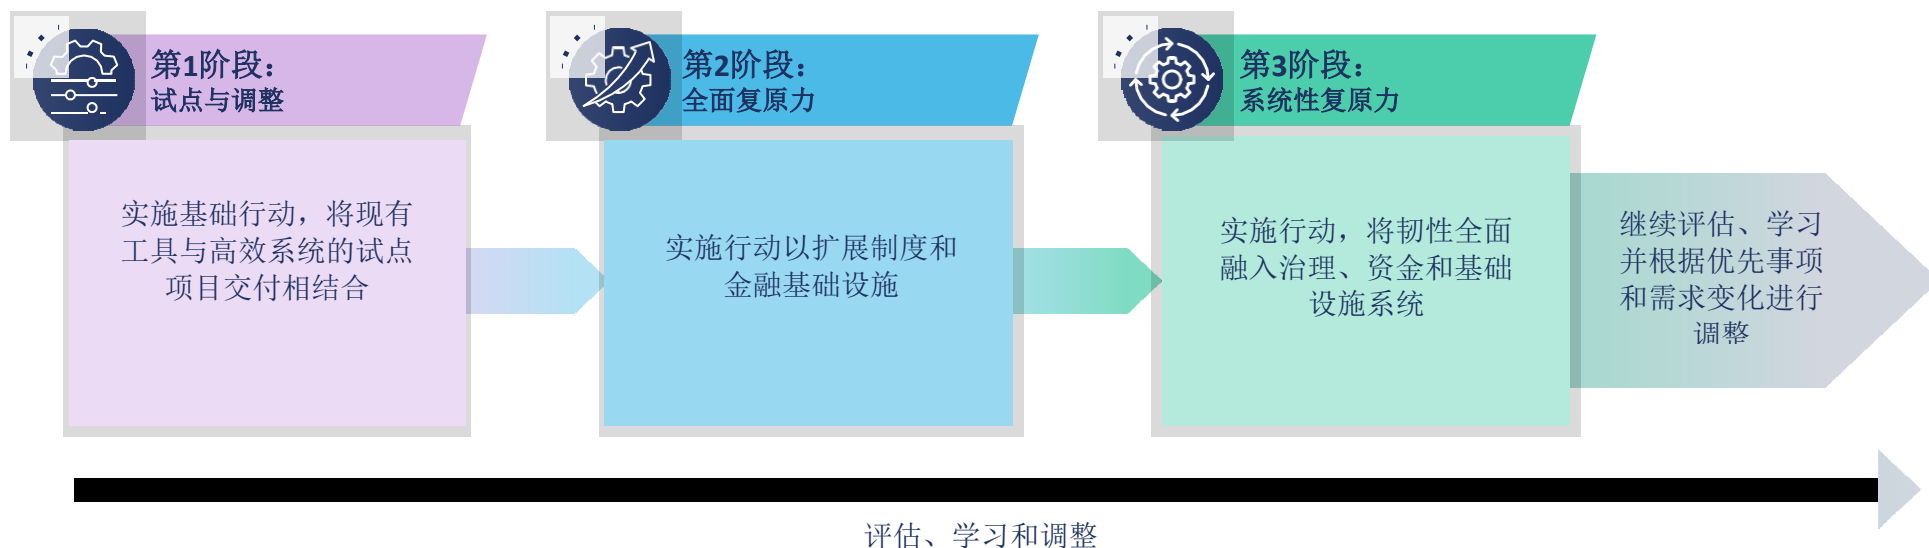 第1阶段：
试点与调整
实施基础行动，将现有
工具与高效系统的试点
项目交付相结合
第2阶段：
全面复原力
实施行动以扩展制度和
金融基础设施
第3阶段：
系统性复原力
实施行动，将韧性全面
融入治理、资金和基础
设施系统
继续评估、学习
并根据优先事项
和需求变化进行
调整
评估、学习和调整